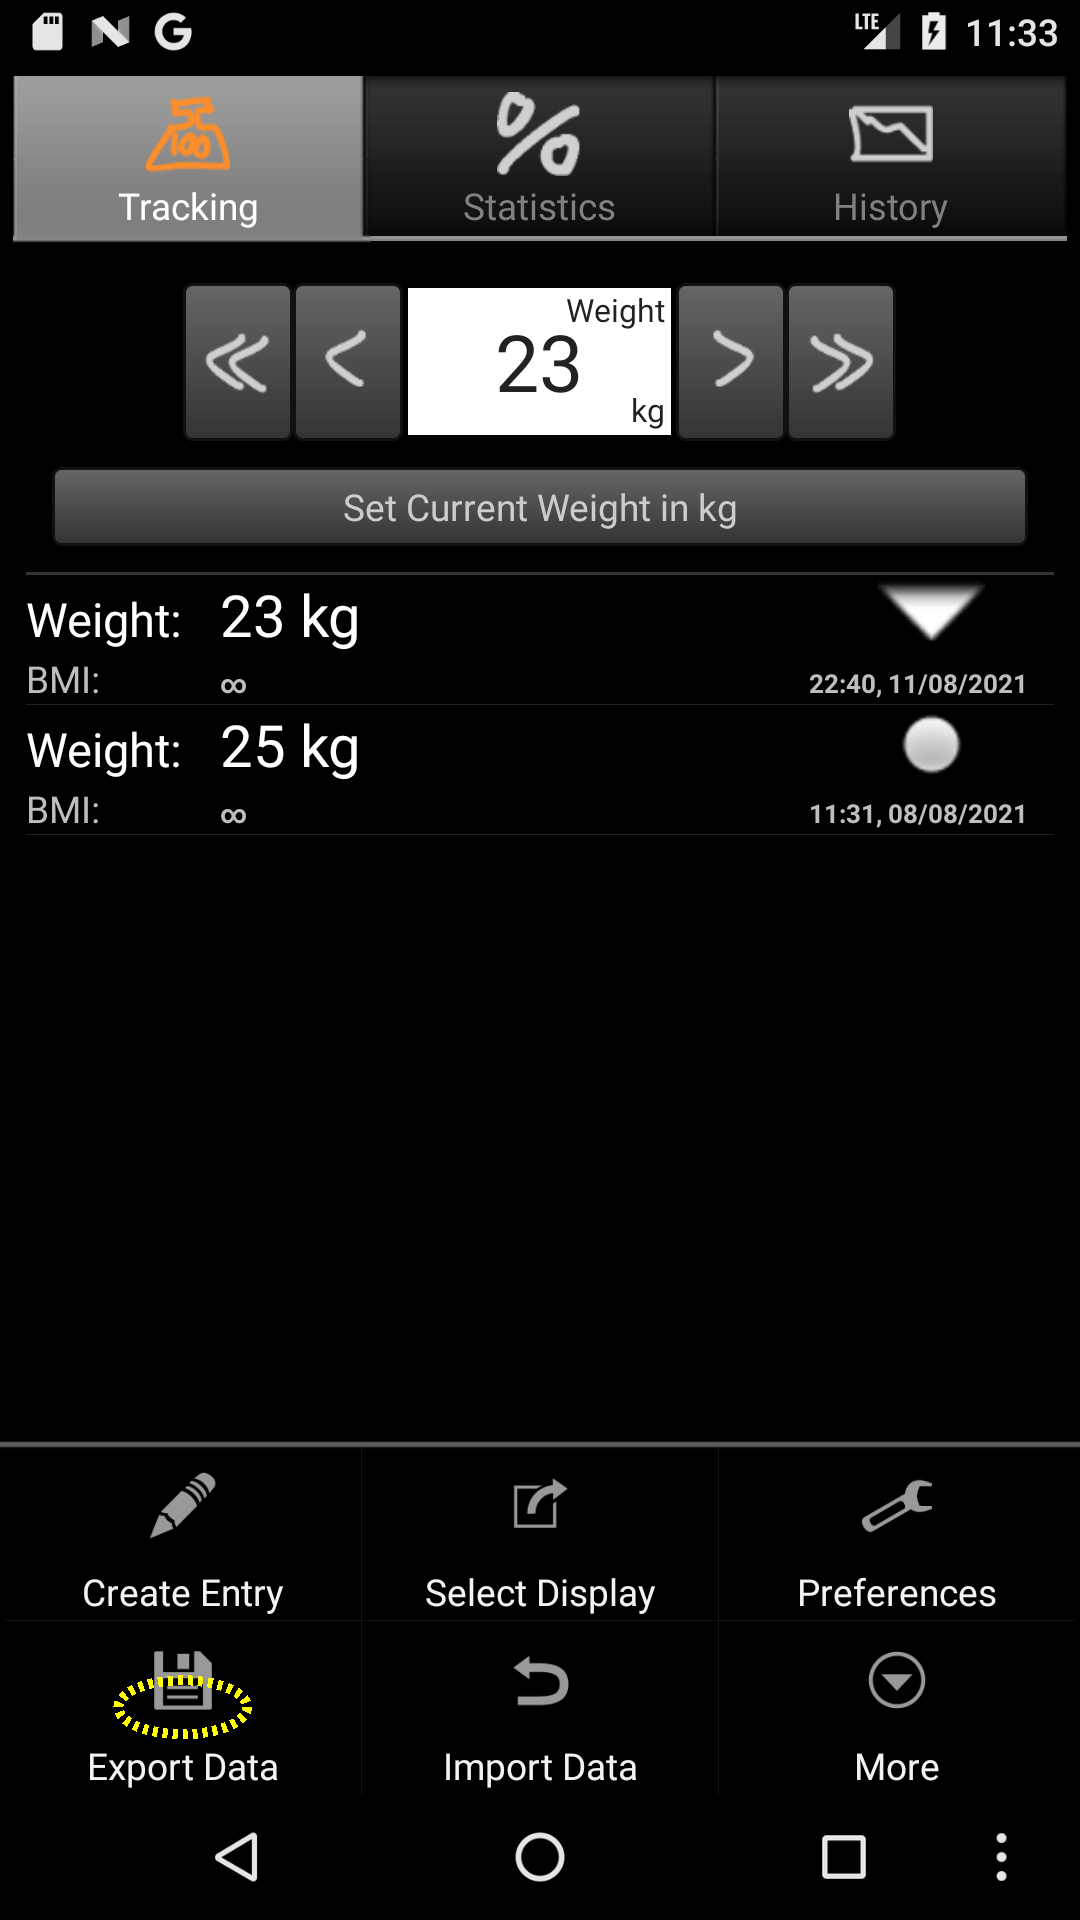 LTE 11:33
100
Tracking
Statistics
History
Weight
23
kg
Set Current Weight in kg
Weight: 23 kg
BMI: ∞ 22:40, 11/08/2021
Weight: 25 kg
BMI: ∞ 11:31, 08/08/2021
Create Entry
Select Display
Preferences
Export Data
Import Data
More